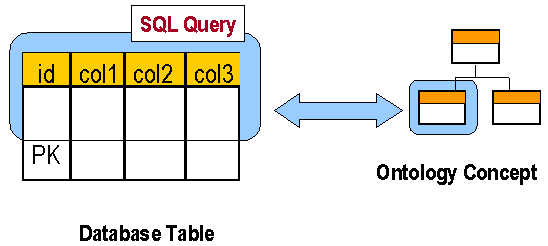 SQL Query
id col1 col2 col3
PK
Ontology Concept
Database Table